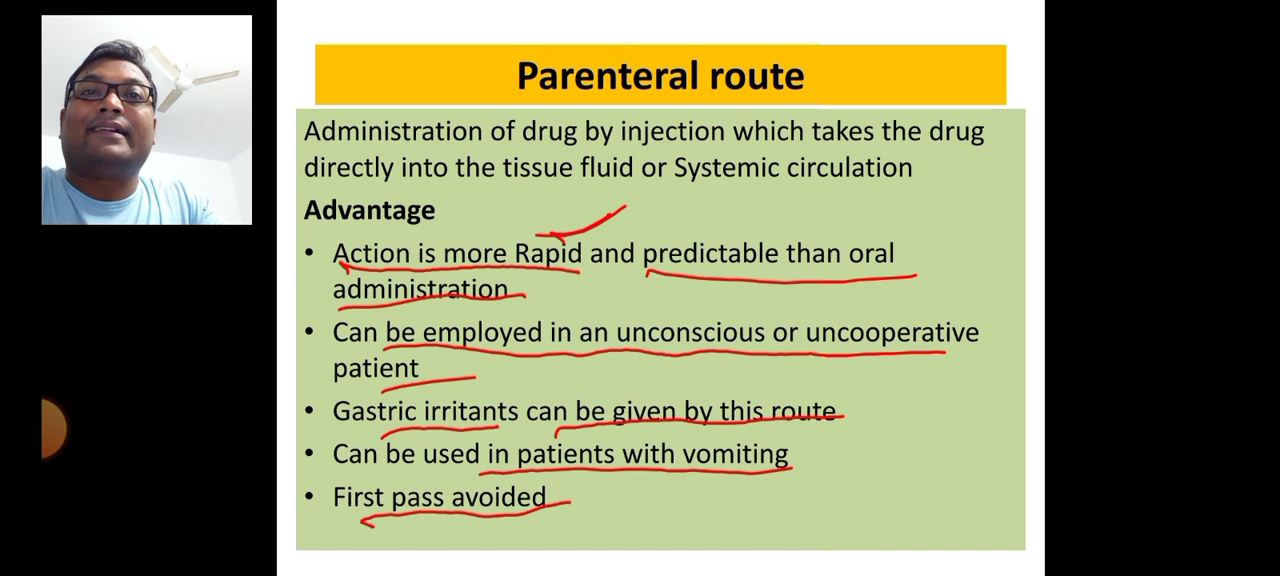 Parenteral route
Administration of drug by injection which takes the drug
directly into the tissue fluid or Systemic circulation
Advantage
• Action is more Rapid and predictable than oral
administration
• Can be employed in an unconscious or uncooperative
patient
• Gastric irritants can be given by this route
• Can be used in patients with vomiting
• First pass avoided